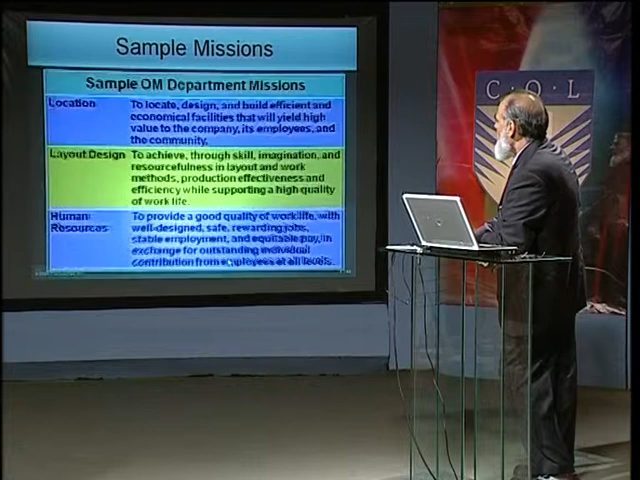 Sample Missions
Sample OM Department Missions
Location
To locate, design, and build efficient and
economical facilities that will yield high
value to the company, its employees, and
the community.
Layout Design
To achieve, through skill, imagination, and
resourcefulness in layout and work
methods, production effectiveness and
efficiency while supporting a high quality
of work life.
Human
Resources
To provide a good quality of work life, with
well-designed, safe, rewarding jobs,
stable employment, and equitable pay, in
exchange for outstanding individual
contribution from employees at all levels.
C·O·L